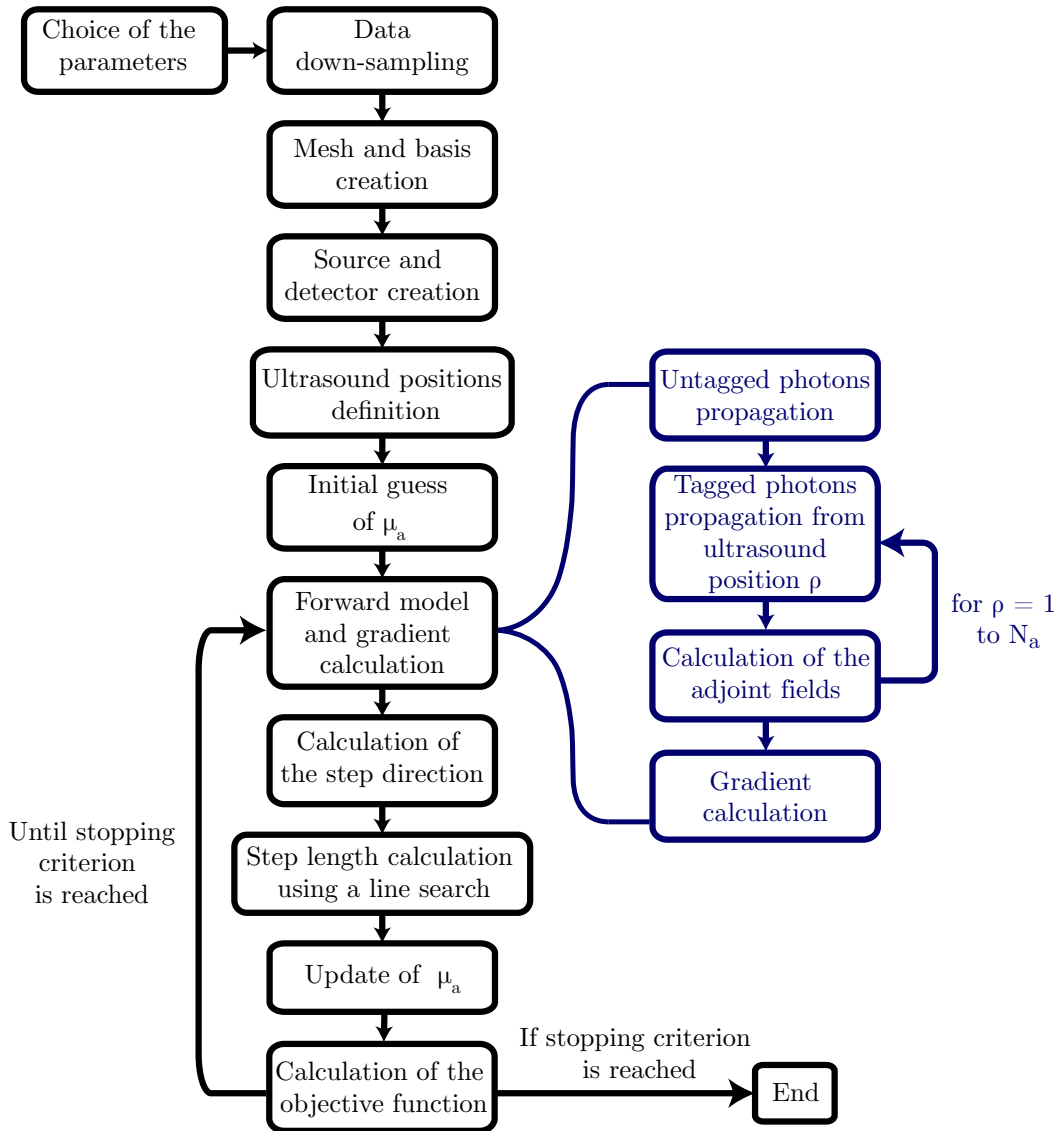 Choice of the
parameters
Data
down-sampling
Mesh and basis
creation
Source and
detector creation
Ultrasound positions
definition
Initial guess
of μₐ
Forward model
and gradient
calculation
Calculation of
the step direction
Step length calculation
using a line search
Update of μₐ
Calculation of the
objective function
Until stopping
criterion
is reached
If stopping criterion
is reached
End
Untagged photons
propagation
Tagged photons
propagation from
ultrasound
position ρ
Calculation of the
adjoint fields
for ρ = 1
to Nₐ
Gradient
calculation